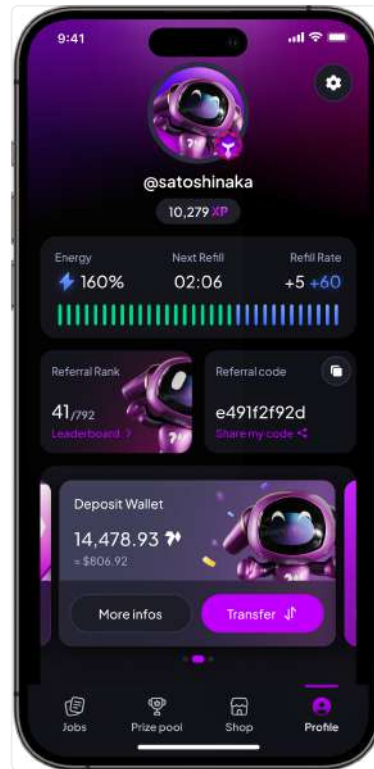 9:41
@satoshinaka
10,279 XP
Energy Next Refill Refill Rate
160% 02:06 +5 +60
Referral Rank
41/792
Leaderboard >
Referral code
e491f2f92d
Share my code
Deposit Wallet
14,478.93
≈ $806.92
More infos Transfer
Jobs Prize pool Shop Profile